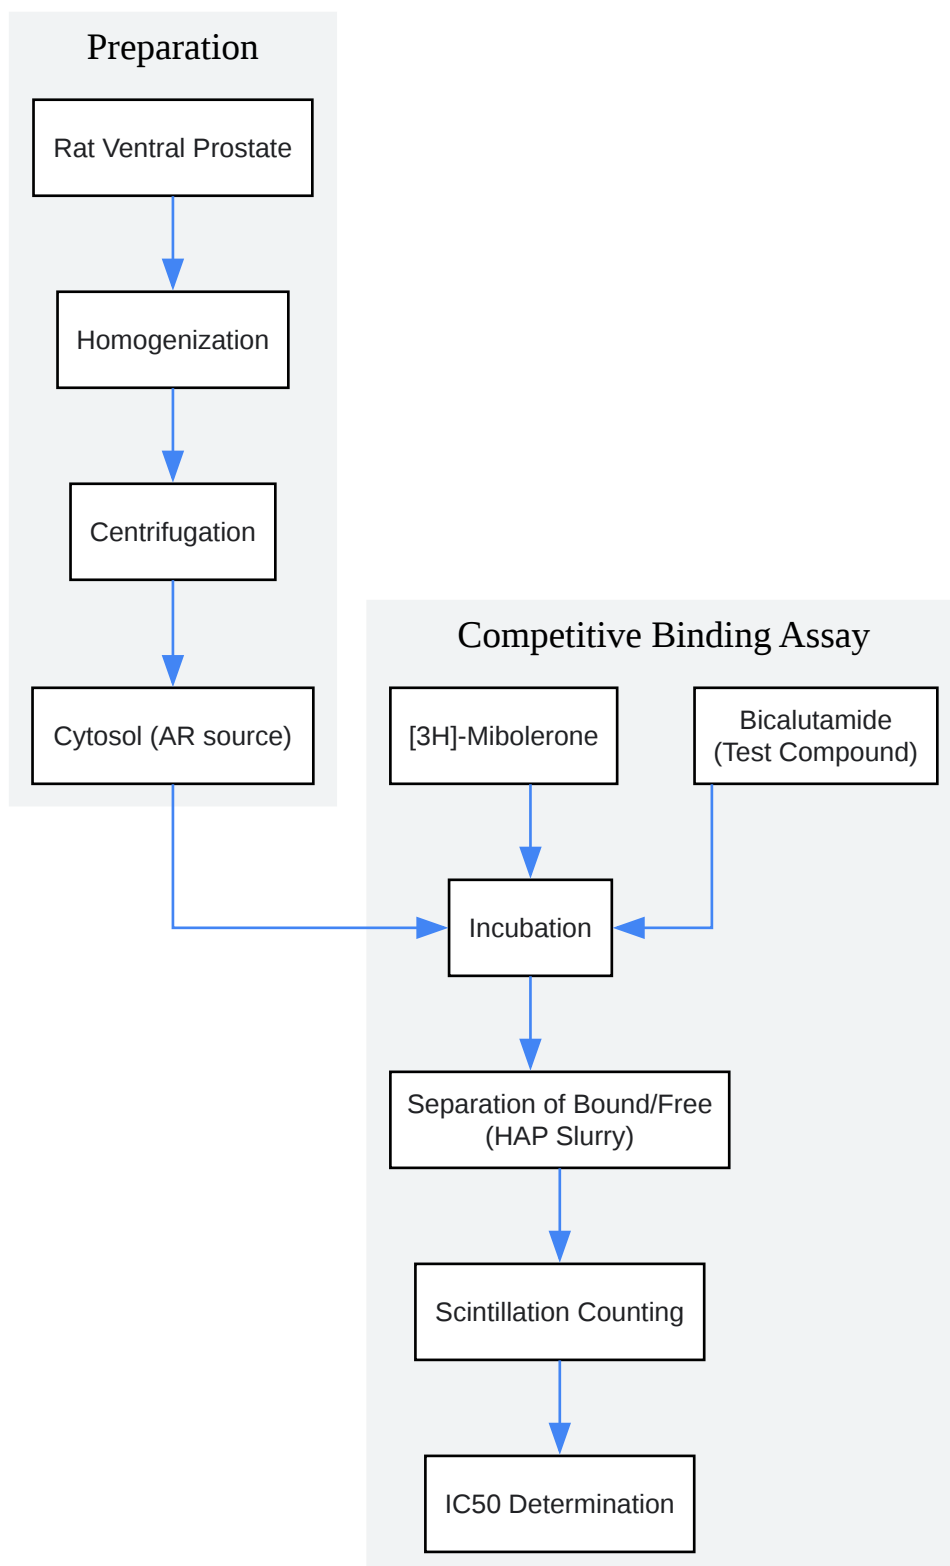 Preparation
Rat Ventral Prostate
Homogenization
Centrifugation
Cytosol (AR source)
Competitive Binding Assay
[3H]-Mibolerone
Bicalutamide
(Test Compound)
Incubation
Separation of Bound/Free
(HAP Slurry)
Scintillation Counting
IC50 Determination